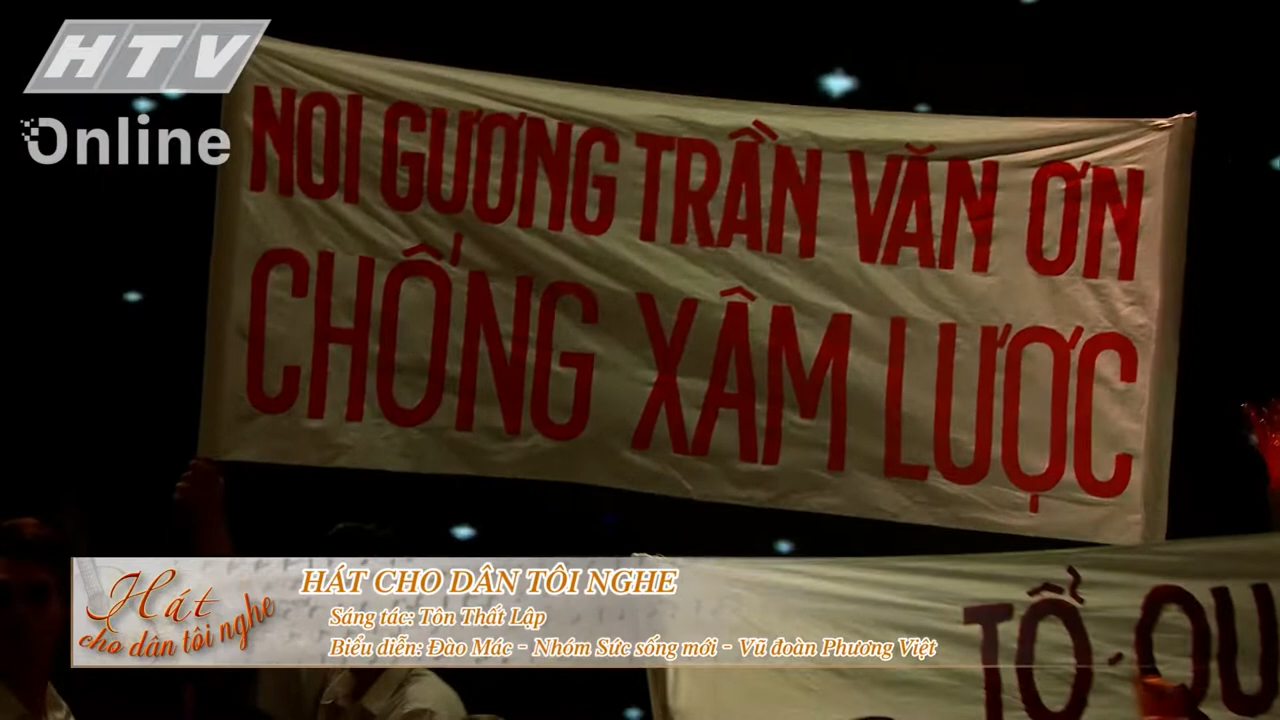 HTV
Online
NOI GƯƠNG TRẦN VĂN ƠN
CHỐNG XÂM LƯỢC
Hát
cho dân tôi nghe
HÁT CHO DÂN TÔI NGHE
Sáng tác: Tôn Thất Lập
Biểu diễn: Đào Mác - Nhóm Sức sống mới - Vũ đoàn Phương Việt
TỔ QU